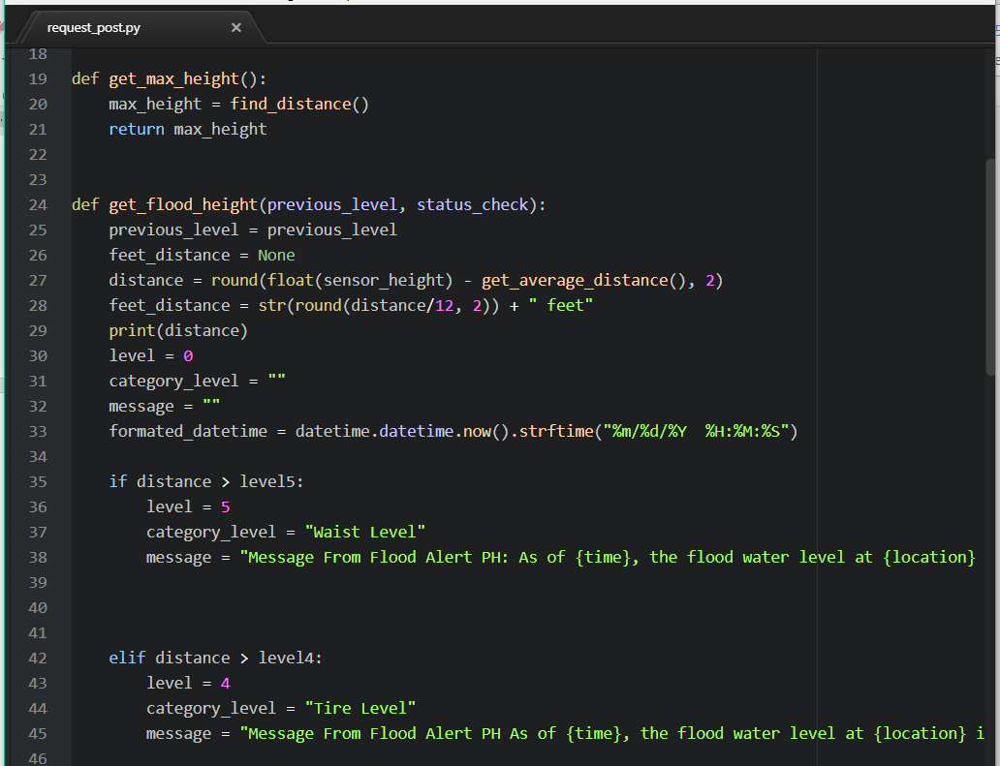 request_post.py ×
18
19 def get_max_height():
20     max_height = find_distance()
21     return max_height
22
23
24 def get_flood_height(previous_level, status_check):
25     previous_level = previous_level
26     feet_distance = None
27     distance = round(float(sensor_height) - get_average_distance(), 2)
28     feet_distance = str(round(distance/12, 2)) + " feet"
29     print(distance)
30     level = 0
31     category_level = ""
32     message = ""
33     formated_datetime = datetime.datetime.now().strftime("%m/%d/%Y  %H:%M:%S")
34
35     if distance > level5:
36         level = 5
37         category_level = "Waist Level"
38         message = "Message From Flood Alert PH: As of {time}, the flood water level at {location}
39
40
41
42     elif distance > level4:
43         level = 4
44         category_level = "Tire Level"
45         message = "Message From Flood Alert PH As of {time}, the flood water level at {location} i
46